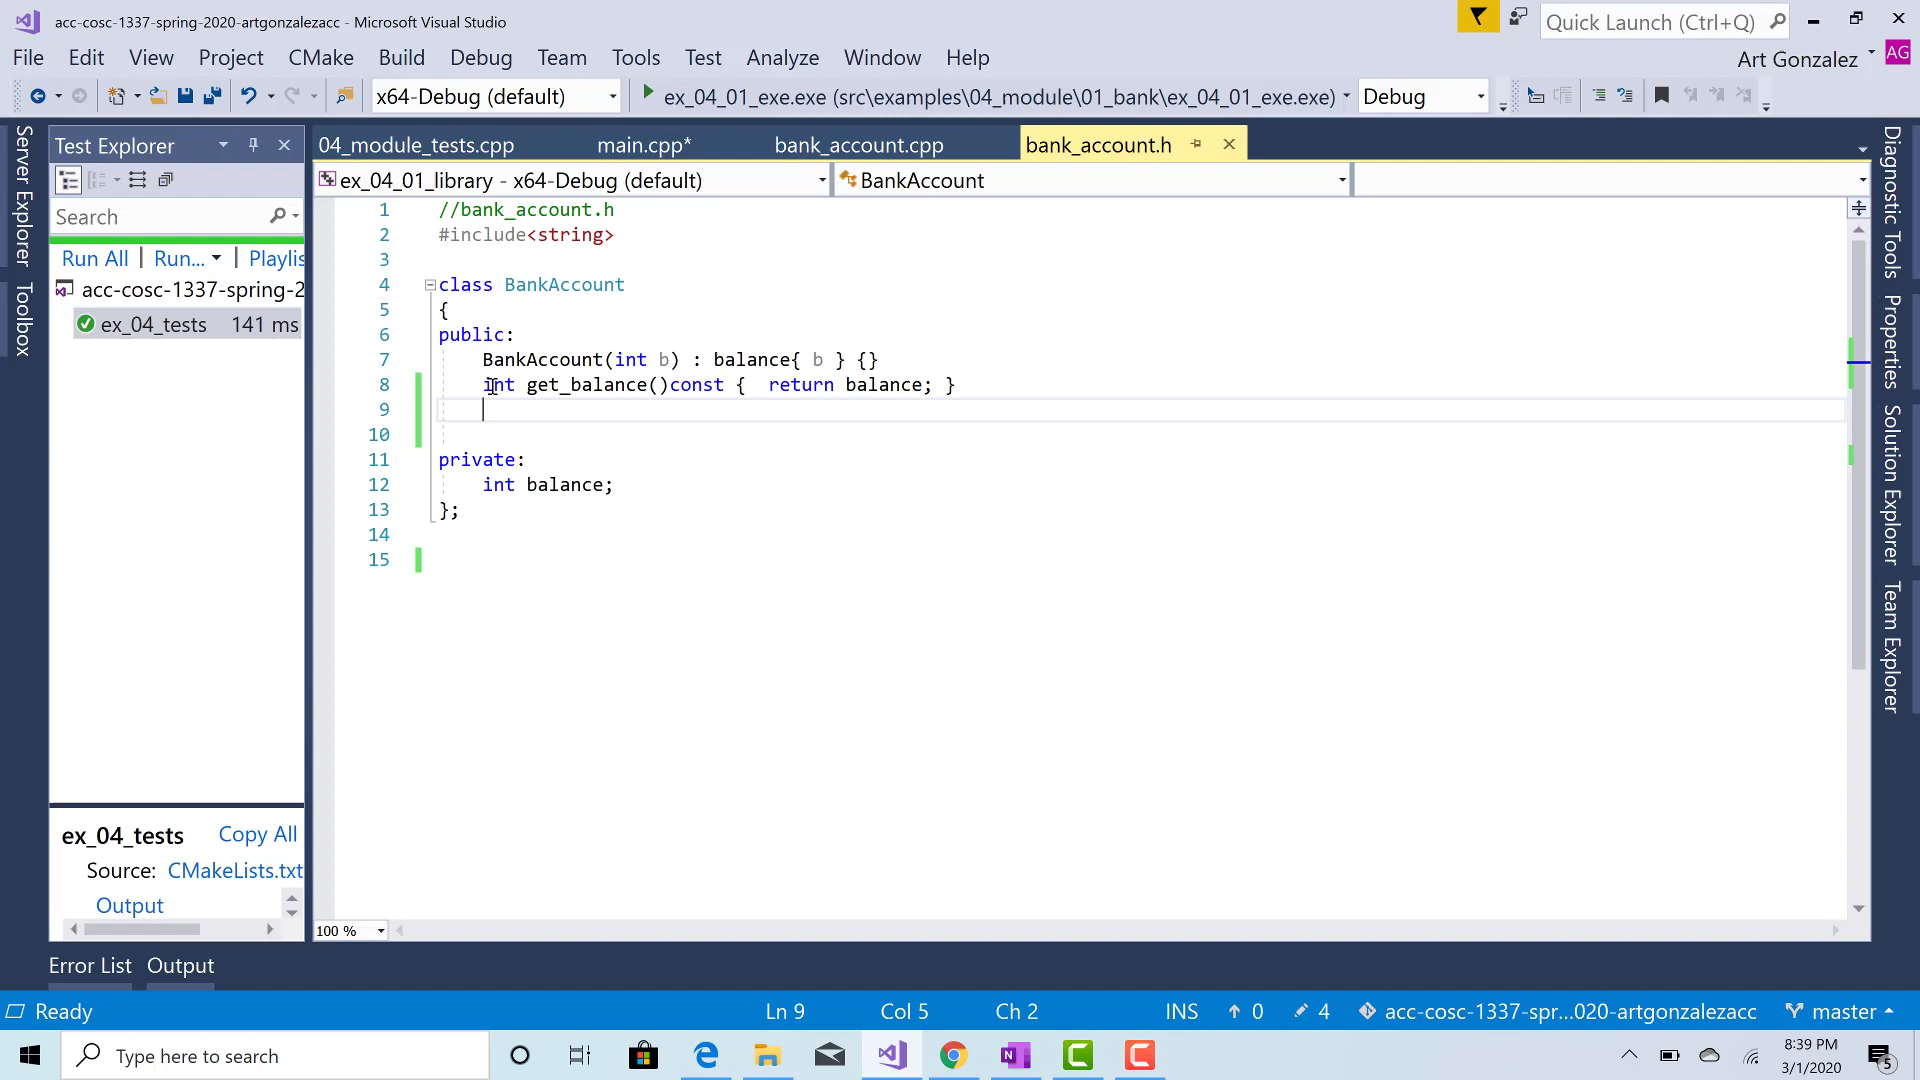 acc-cosc-1337-spring-2020-artgonzalezacc - Microsoft Visual Studio
Quick Launch (Ctrl+Q)
File Edit View Project CMake Build Debug Team Tools Test Analyze Window Help
Art Gonzalez AG
x64-Debug (default) ex_04_01_exe.exe (src\examples\04_module\01_bank\ex_04_01_exe.exe) Debug
Server Explorer
Toolbox
Test Explorer
Search
Run All | Run... | Playlis
acc-cosc-1337-spring-2
ex_04_tests 141 ms
ex_04_tests Copy All
Source: CMakeLists.txt
Output
04_module_tests.cpp main.cpp* bank_account.cpp bank_account.h
ex_04_01_library - x64-Debug (default) BankAccount
1 //bank_account.h
2 #include<string>
3
4 class BankAccount
5 {
6 public:
7 BankAccount(int b) : balance{ b } {}
8 int get_balance()const {  return balance; }
9
10
11 private:
12 int balance;
13 };
14
15
100 %
Diagnostic Tools
Properties
Solution Explorer
Team Explorer
Error List Output
Ready Ln 9 Col 5 Ch 2 INS 0 4 acc-cosc-1337-spr...020-artgonzalezacc master
Type here to search
8:39 PM
3/1/2020
5